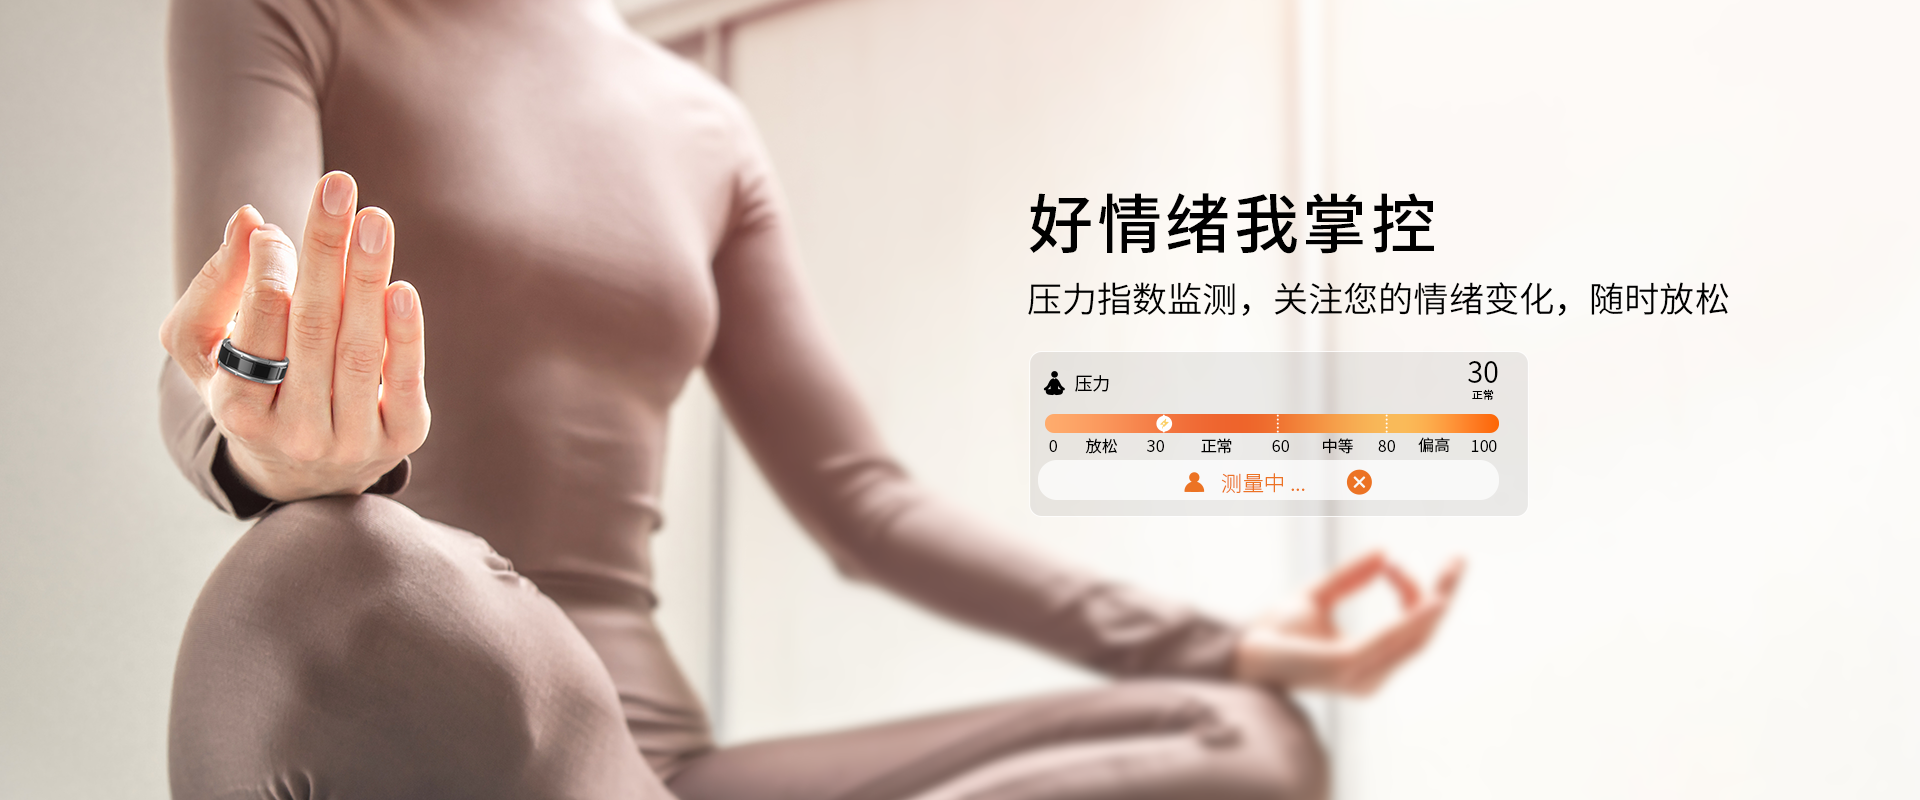 好情绪我掌控
压力指数监测，关注您的情绪变化，随时放松
压力
30
正常
0 放松 30 正常 60 中等 80 偏高 100
测量中 ...